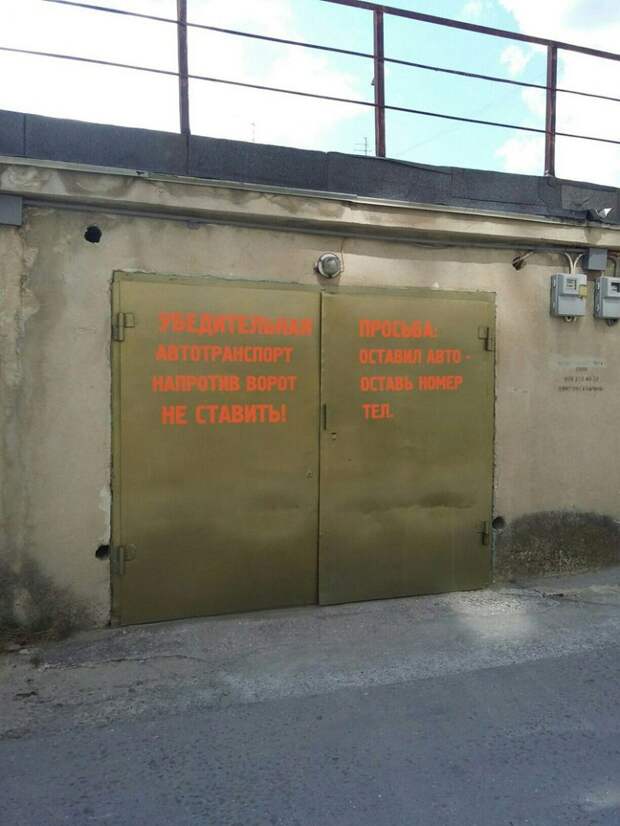 УБЕДИТЕЛЬНАЯ ПРОСЬБА:
АВТОТРАНСПОРТ
НАПРОТИВ ВОРОТ
НЕ СТАВИТЬ!
ОСТАВИЛ АВТО -
ОСТАВЬ НОМЕР
ТЕЛ.